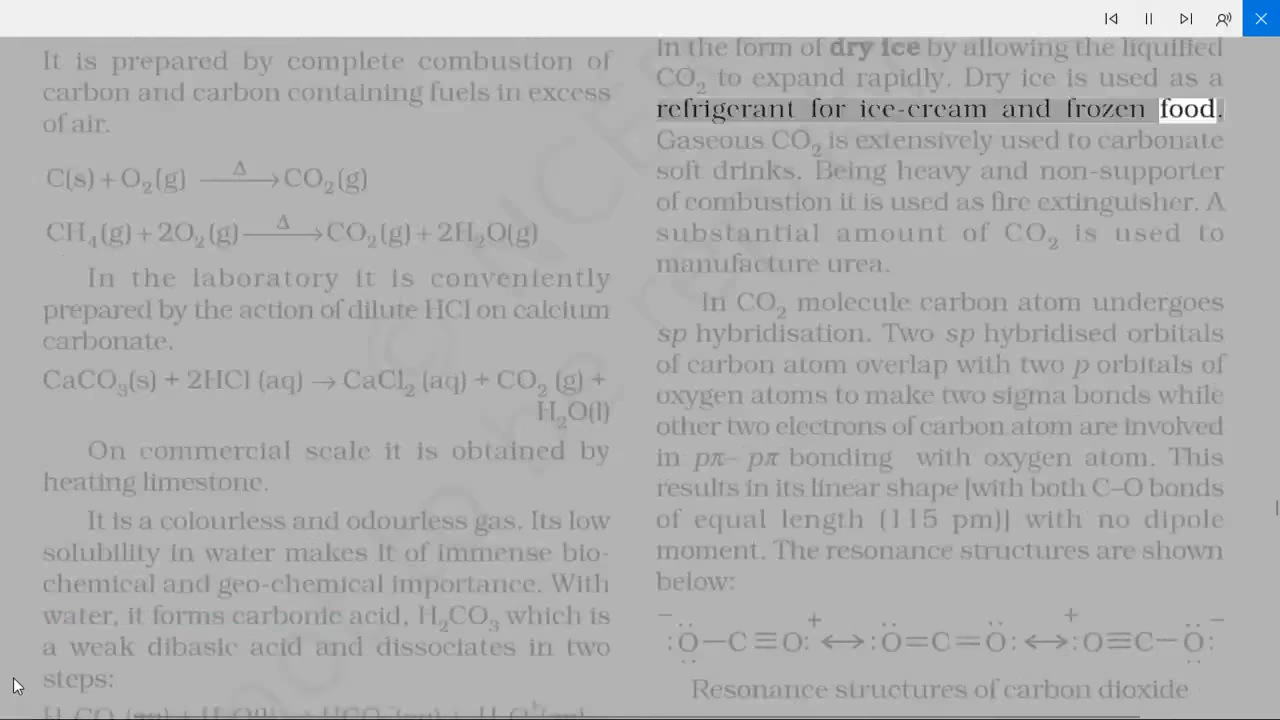 It is prepared by complete combustion of
carbon and carbon containing fuels in excess
of air.
C(s) + O₂(g) —Δ→ CO₂(g)
CH₄(g) + 2O₂(g) —Δ→ CO₂(g) + 2H₂O(g)
In the laboratory it is conveniently
prepared by the action of dilute HCl on calcium
carbonate.
CaCO₃(s) + 2HCl (aq) → CaCl₂ (aq) + CO₂ (g) +
H₂O(l)
On commercial scale it is obtained by
heating limestone.
It is a colourless and odourless gas. Its low
solubility in water makes it of immense bio-
chemical and geo-chemical importance. With
water, it forms carbonic acid, H₂CO₃ which is
a weak dibasic acid and dissociates in two
steps:
in the form of dry ice by allowing the liquified
CO₂ to expand rapidly. Dry ice is used as a
refrigerant for ice-cream and frozen food.
Gaseous CO₂ is extensively used to carbonate
soft drinks. Being heavy and non-supporter
of combustion it is used as fire extinguisher. A
substantial amount of CO₂ is used to
manufacture urea.
In CO₂ molecule carbon atom undergoes
sp hybridisation. Two sp hybridised orbitals
of carbon atom overlap with two p orbitals of
oxygen atoms to make two sigma bonds while
other two electrons of carbon atom are involved
in pπ– pπ bonding with oxygen atom. This
results in its linear shape [with both C–O bonds
of equal length (115 pm)] with no dipole
moment. The resonance structures are shown
below:
⁻:Ö–C≡O:⁺ ↔ :Ö=C=Ö: ↔ ⁺:O≡C–Ö:⁻
Resonance structures of carbon dioxide